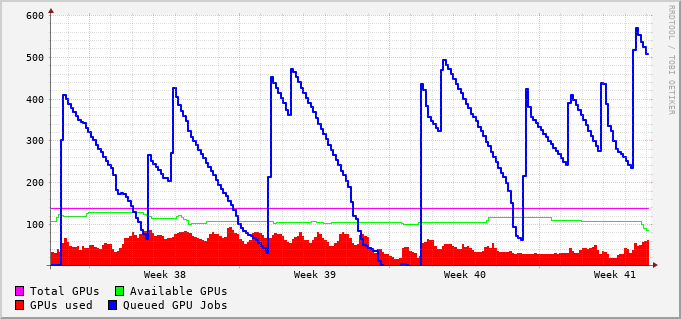 600
500
400
300
200
100
Week 38 Week 39 Week 40 Week 41
Total GPUs Available GPUs
GPUs used Queued GPU Jobs
RRDTOOL / TOBI OETIKER